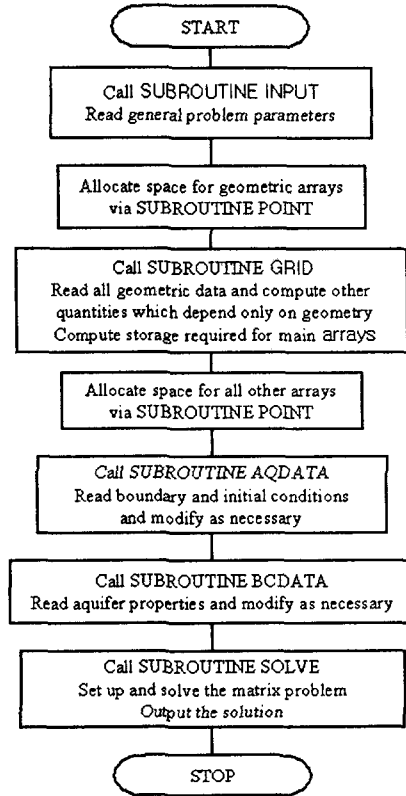 START
Call SUBROUTINE INPUT
Read general problem parameters
Allocate space for geometric arrays
via SUBROUTINE POINT
Call SUBROUTINE GRID
Read all geometric data and compute other
quantities which depend only on geometry
Compute storage required for main arrays
Allocate space for all other arrays
via SUBROUTINE POINT
Call SUBROUTINE AQDATA
Read boundary and initial conditions
and modify as necessary
Call SUBROUTINE BCDATA
Read aquifer properties and modify as necessary
Call SUBROUTINE SOLVE
Set up and solve the matrix problem
Output the solution
STOP